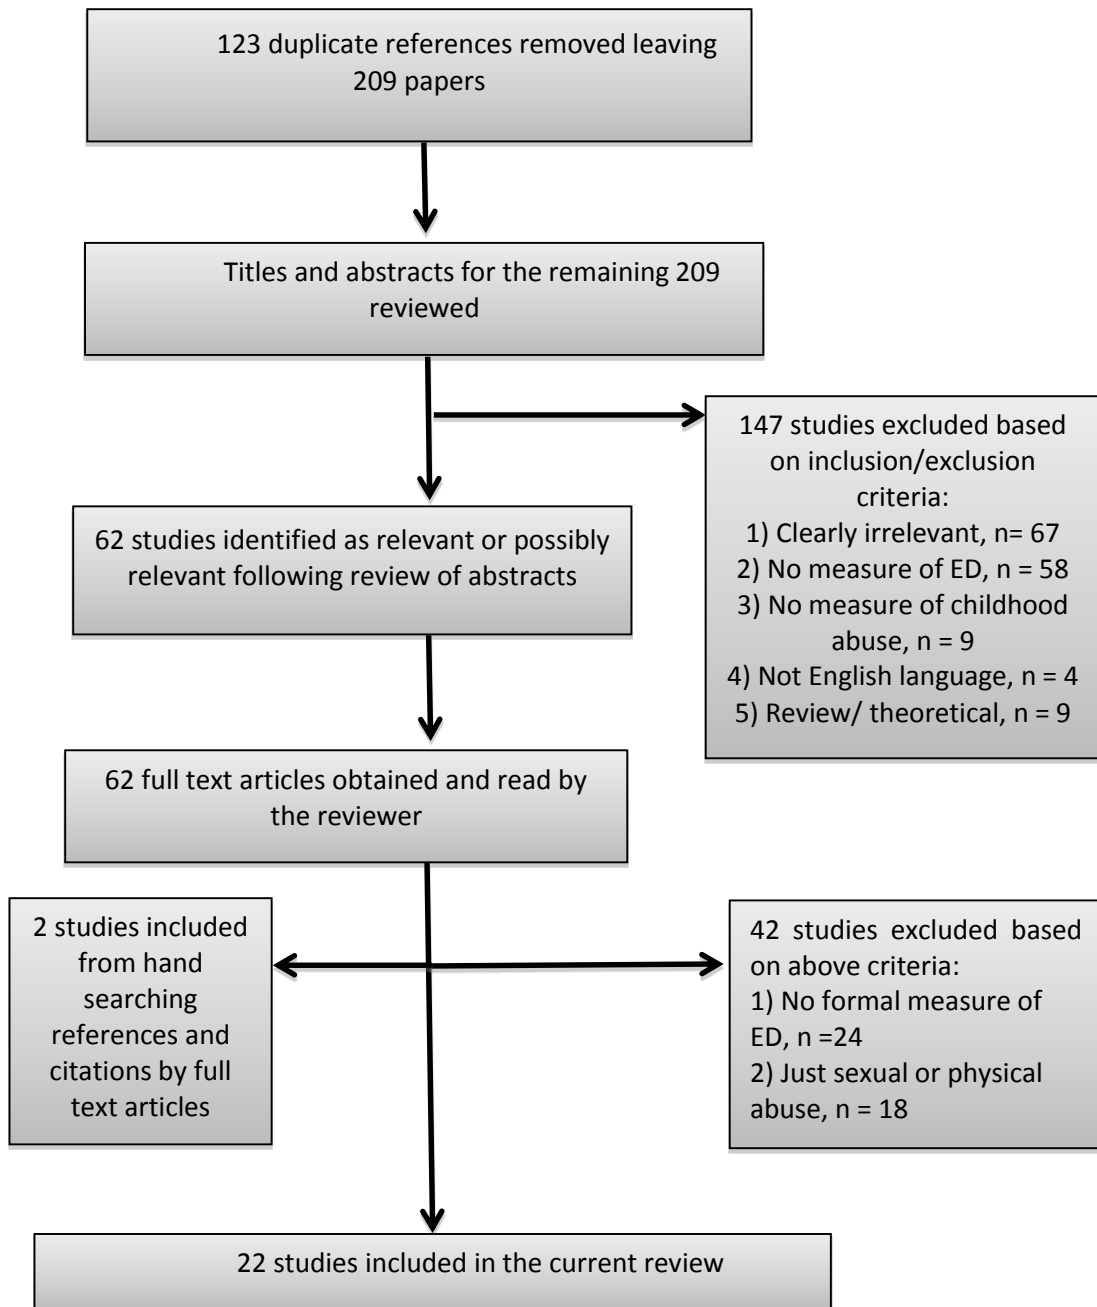 123 duplicate references removed leaving
209 papers
Titles and abstracts for the remaining 209
reviewed
147 studies excluded based
on inclusion/exclusion
criteria:
1) Clearly irrelevant, n= 67
2) No measure of ED, n = 58
3) No measure of childhood
abuse, n = 9
4) Not English language, n = 4
5) Review/ theoretical, n = 9
62 studies identified as relevant or possibly
relevant following review of abstracts
62 full text articles obtained and read by
the reviewer
2 studies included
from hand
searching
references and
citations by full
text articles
42 studies excluded based
on above criteria:
1) No formal measure of
ED, n =24
2) Just sexual or physical
abuse, n = 18
22 studies included in the current review